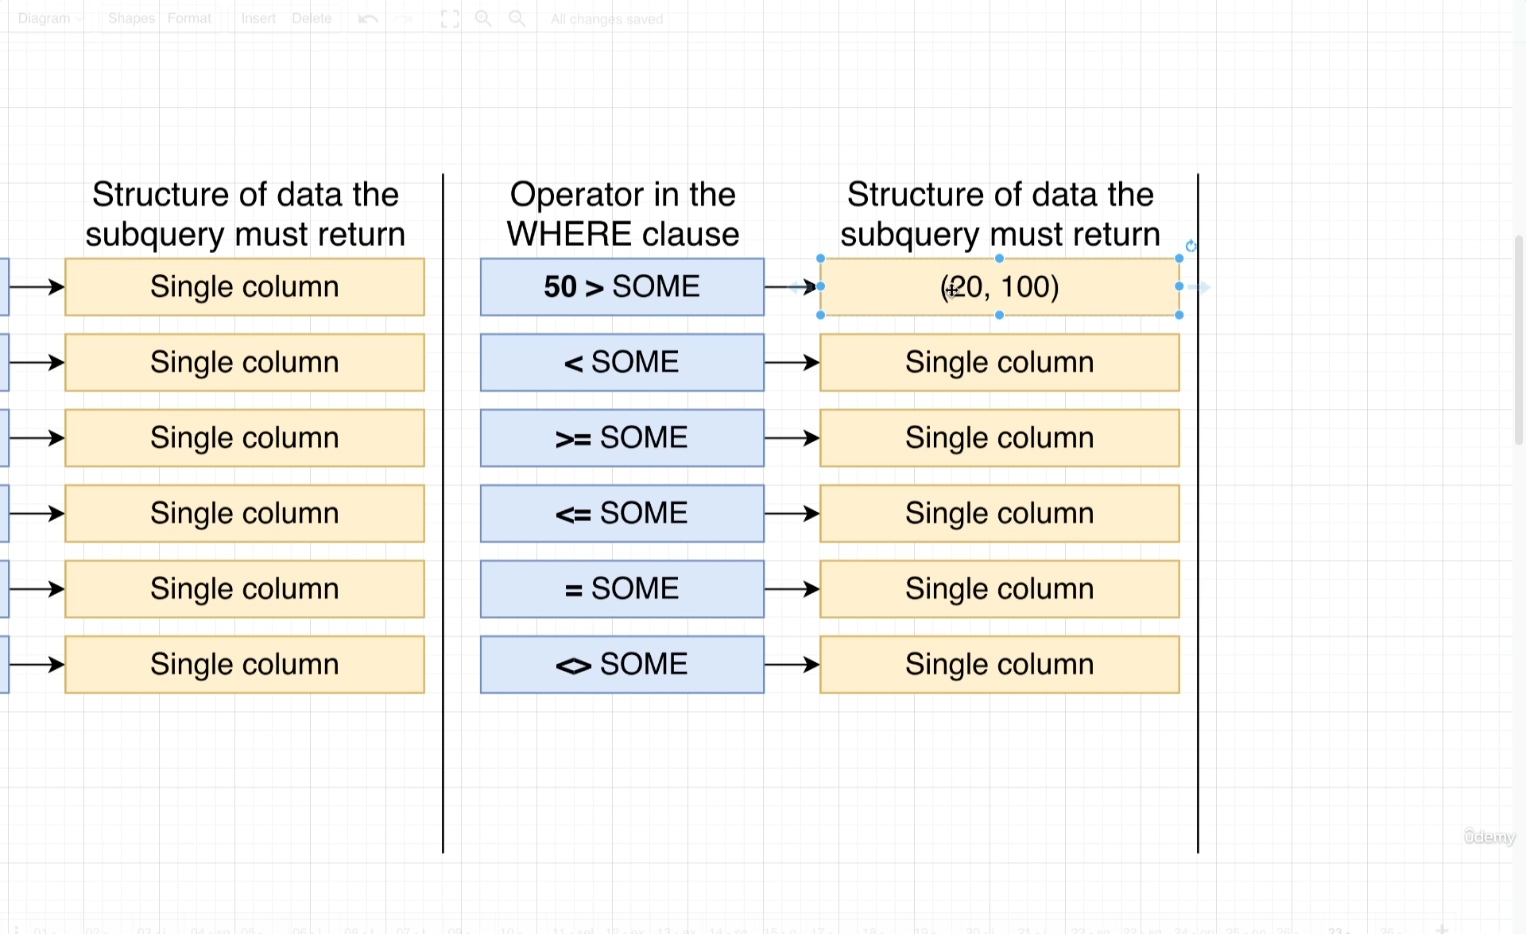 Diagram
Shapes
Format
Insert
Delete
All changes saved
Structure of data the
subquery must return
Operator in the
WHERE clause
Structure of data the
subquery must return
Single column
50 > SOME
(20, 100)
Single column
< SOME
Single column
Single column
>= SOME
Single column
Single column
<= SOME
Single column
Single column
= SOME
Single column
Single column
<> SOME
Single column
ûdemy